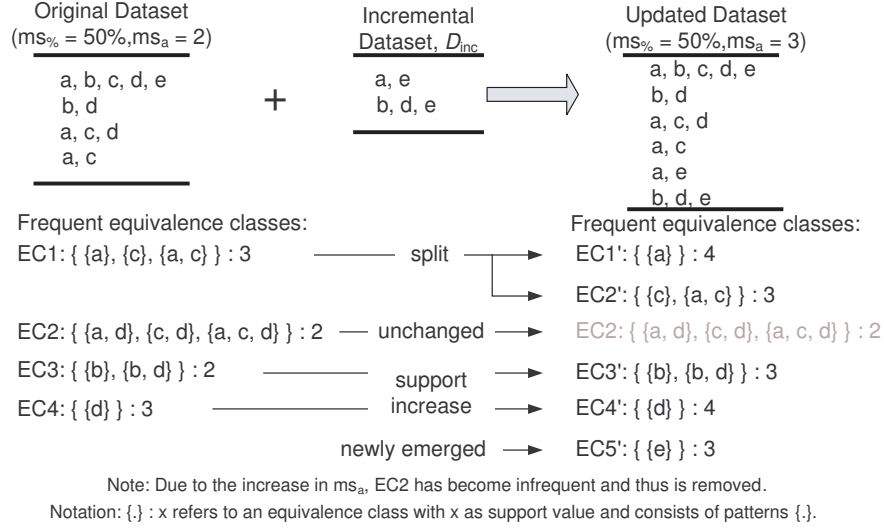 Original Dataset
(ms% = 50%,msa = 2)
a, b, c, d, e
b, d
a, c, d
a, c
+
Incremental
Dataset, Dinc
a, e
b, d, e
Updated Dataset
(ms% = 50%,msa = 3)
a, b, c, d, e
b, d
a, c, d
a, c
a, e
b, d, e
Frequent equivalence classes:
Frequent equivalence classes:
EC1: { {a}, {c}, {a, c} } : 3
split
EC1': { {a} } : 4
EC2': { {c}, {a, c} } : 3
EC2: { {a, d}, {c, d}, {a, c, d} } : 2
unchanged
EC2: { {a, d}, {c, d}, {a, c, d} } : 2
EC3: { {b}, {b, d} } : 2
support
increase
EC3': { {b}, {b, d} } : 3
EC4: { {d} } : 3
EC4': { {d} } : 4
newly emerged
EC5': { {e} } : 3
Note: Due to the increase in msa, EC2 has become infrequent and thus is removed.
Notation: {.} : x refers to an equivalence class with x as support value and consists of patterns {.}.